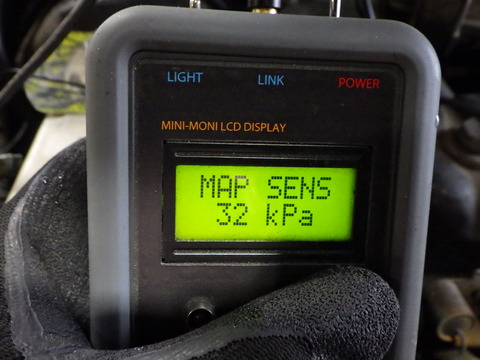 LIGHT LINK POWER
MINI-MONI LCD DISPLAY
MAP SENS
32 kPa